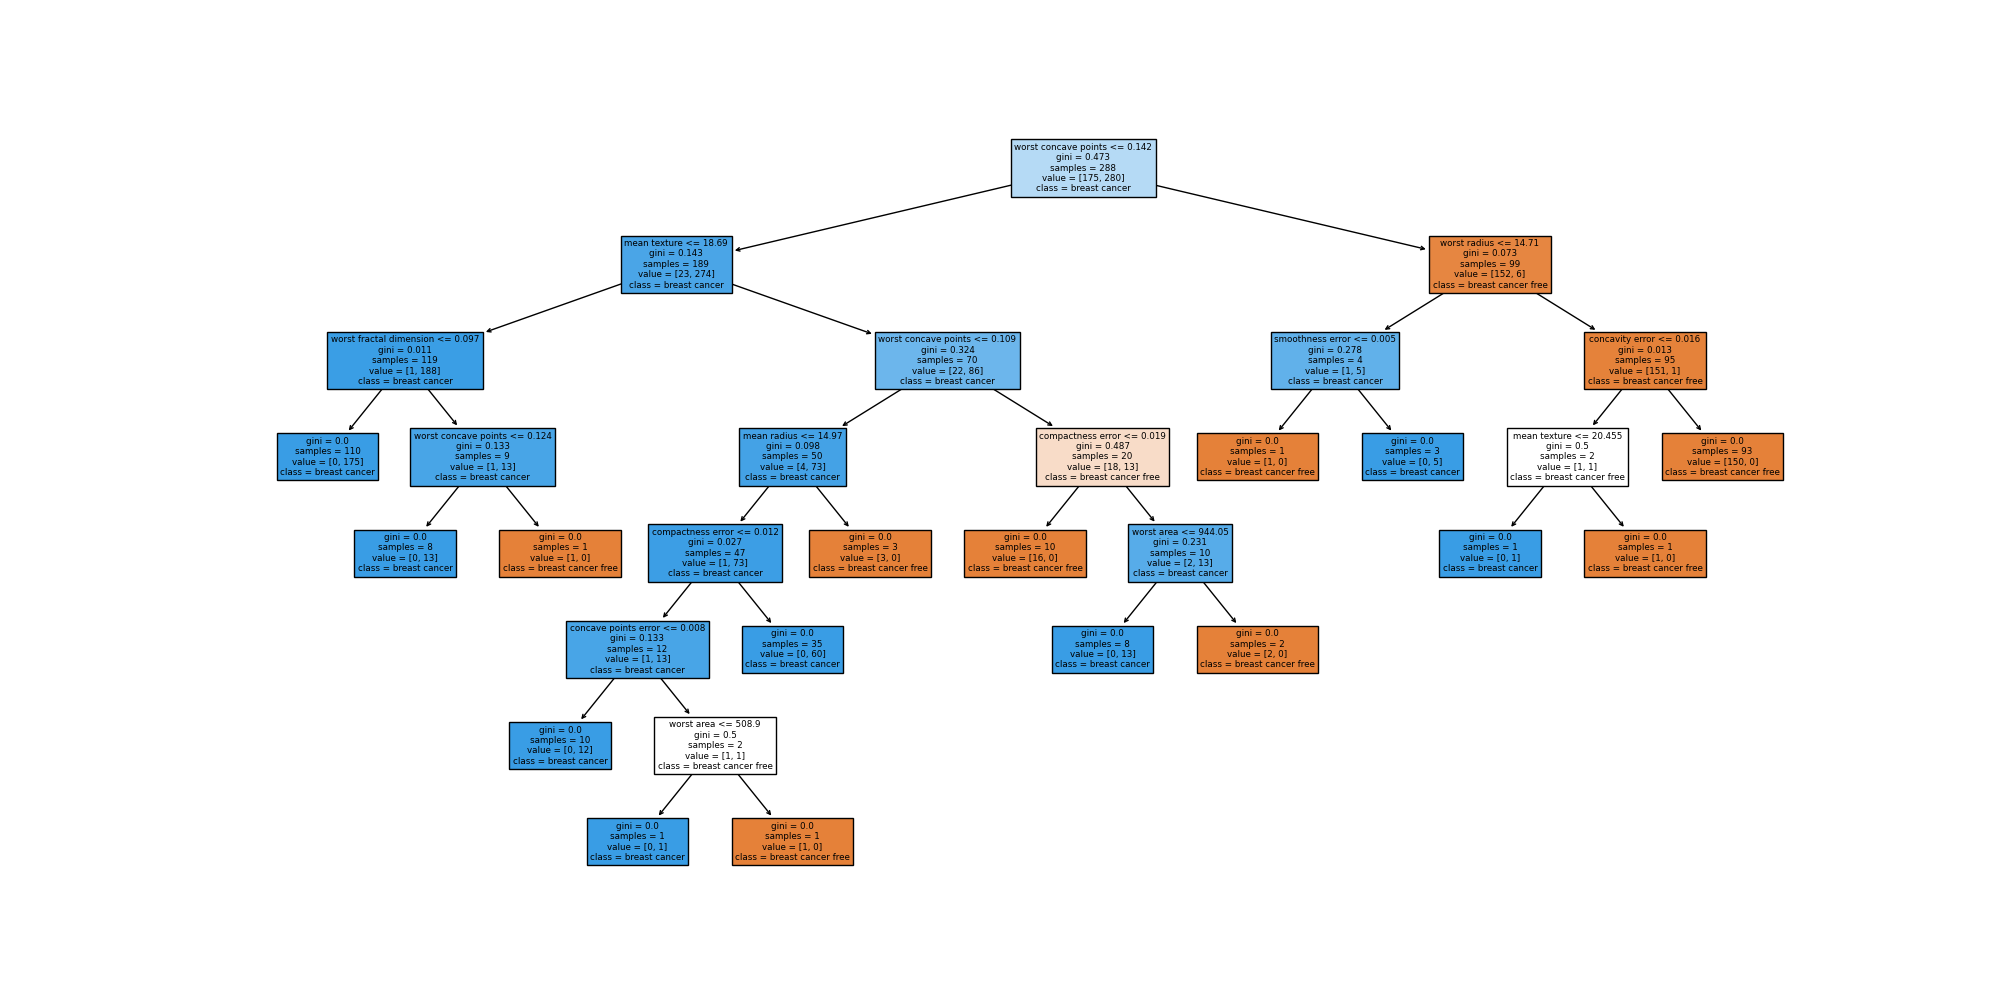 worst concave points <= 0.142
gini = 0.473
samples = 288
value = [175, 280]
class = breast cancer
mean texture <= 18.69
gini = 0.143
samples = 189
value = [23, 274]
class = breast cancer
worst radius <= 14.71
gini = 0.073
samples = 99
value = [152, 6]
class = breast cancer free
worst fractal dimension <= 0.097
gini = 0.011
samples = 119
value = [1, 188]
class = breast cancer
worst concave points <= 0.109
gini = 0.324
samples = 70
value = [22, 86]
class = breast cancer
smoothness error <= 0.005
gini = 0.278
samples = 4
value = [1, 5]
class = breast cancer
concavity error <= 0.016
gini = 0.013
samples = 95
value = [151, 1]
class = breast cancer free
gini = 0.0
samples = 110
value = [0, 175]
class = breast cancer
worst concave points <= 0.124
gini = 0.133
samples = 9
value = [1, 13]
class = breast cancer
mean radius <= 14.97
gini = 0.098
samples = 50
value = [4, 73]
class = breast cancer
compactness error <= 0.019
gini = 0.487
samples = 20
value = [18, 13]
class = breast cancer free
gini = 0.0
samples = 1
value = [1, 0]
class = breast cancer free
gini = 0.0
samples = 3
value = [0, 5]
class = breast cancer
mean texture <= 20.455
gini = 0.5
samples = 2
value = [1, 1]
class = breast cancer free
gini = 0.0
samples = 93
value = [150, 0]
class = breast cancer free
gini = 0.0
samples = 8
value = [0, 13]
class = breast cancer
gini = 0.0
samples = 1
value = [1, 0]
class = breast cancer free
compactness error <= 0.012
gini = 0.027
samples = 47
value = [1, 73]
class = breast cancer
gini = 0.0
samples = 3
value = [3, 0]
class = breast cancer free
gini = 0.0
samples = 10
value = [16, 0]
class = breast cancer free
worst area <= 944.05
gini = 0.231
samples = 10
value = [2, 13]
class = breast cancer
gini = 0.0
samples = 1
value = [0, 1]
class = breast cancer
gini = 0.0
samples = 1
value = [1, 0]
class = breast cancer free
concave points error <= 0.008
gini = 0.133
samples = 12
value = [1, 13]
class = breast cancer
gini = 0.0
samples = 35
value = [0, 60]
class = breast cancer
gini = 0.0
samples = 8
value = [0, 13]
class = breast cancer
gini = 0.0
samples = 2
value = [2, 0]
class = breast cancer free
gini = 0.0
samples = 10
value = [0, 12]
class = breast cancer
worst area <= 508.9
gini = 0.5
samples = 2
value = [1, 1]
class = breast cancer free
gini = 0.0
samples = 1
value = [0, 1]
class = breast cancer
gini = 0.0
samples = 1
value = [1, 0]
class = breast cancer free